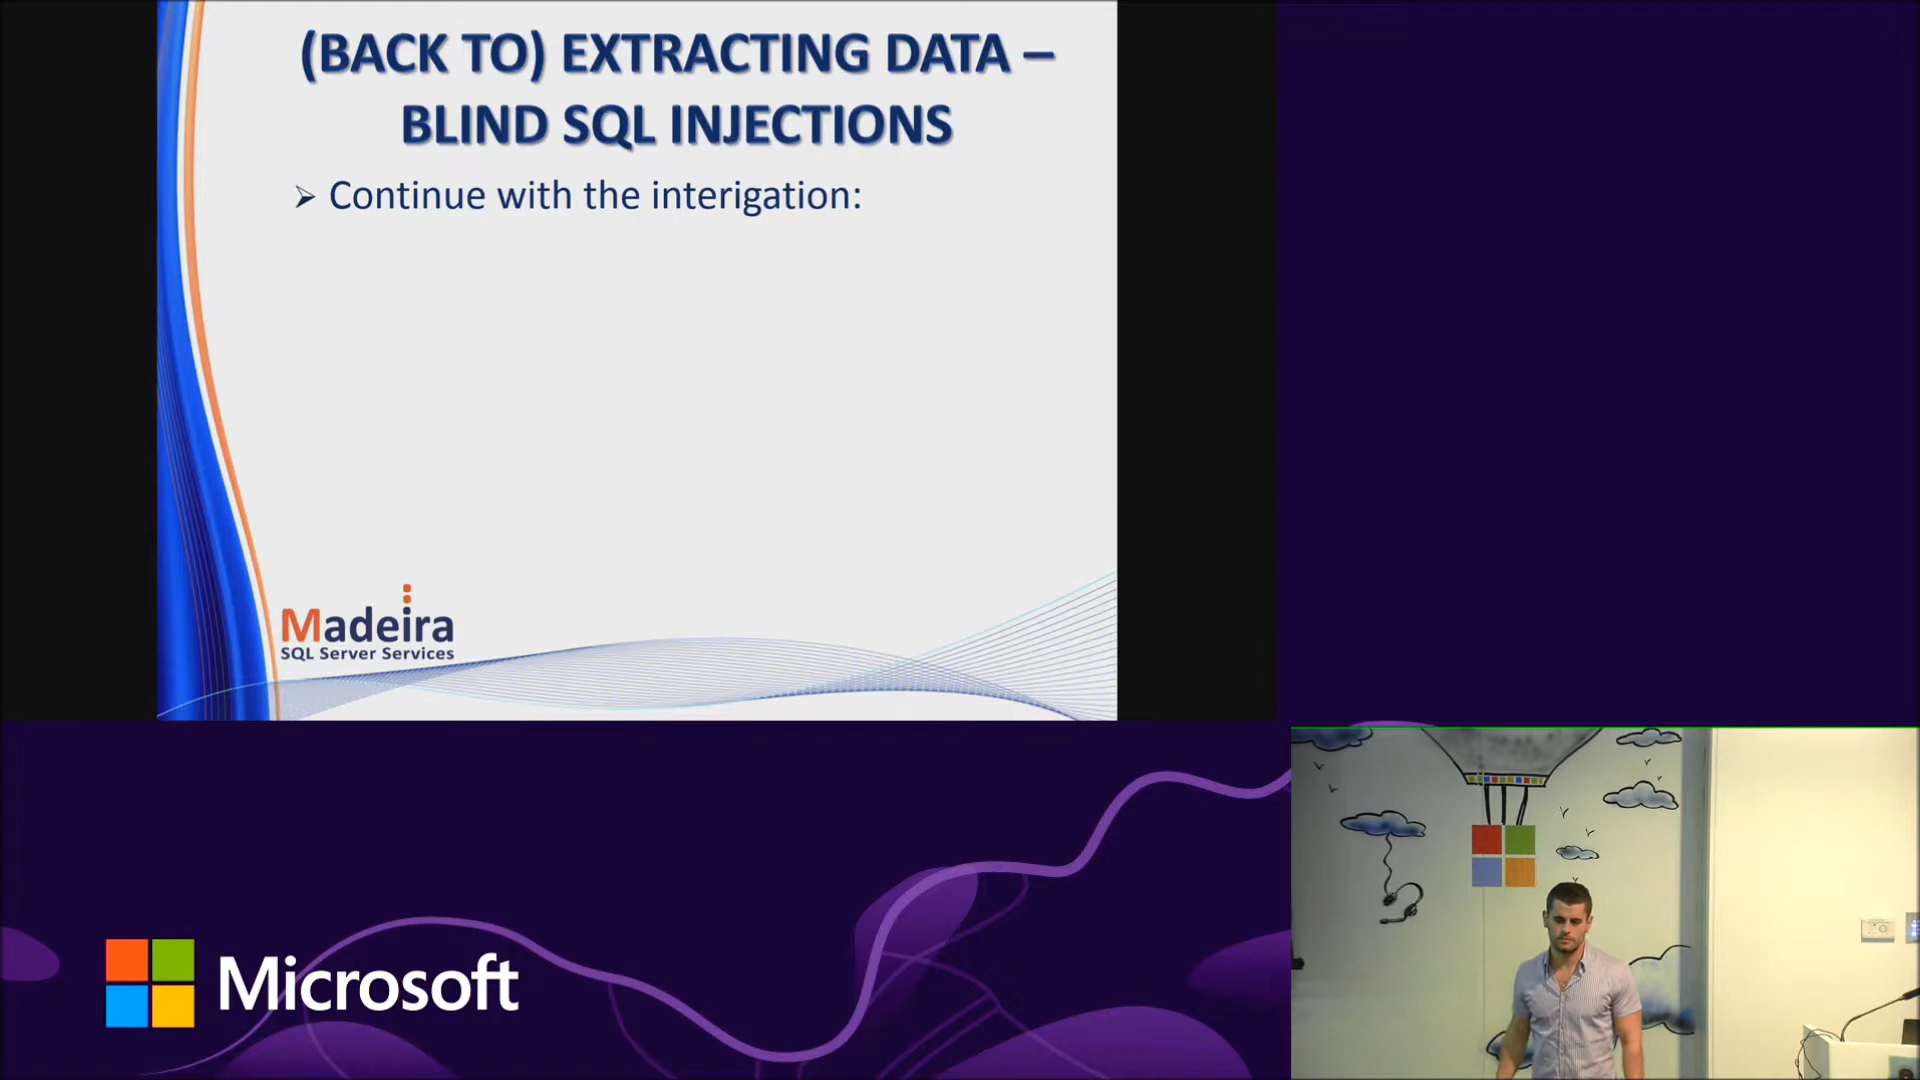 (BACK TO) EXTRACTING DATA –
BLIND SQL INJECTIONS
➢ Continue with the interigation:
Madeira
SQL Server Services
Microsoft